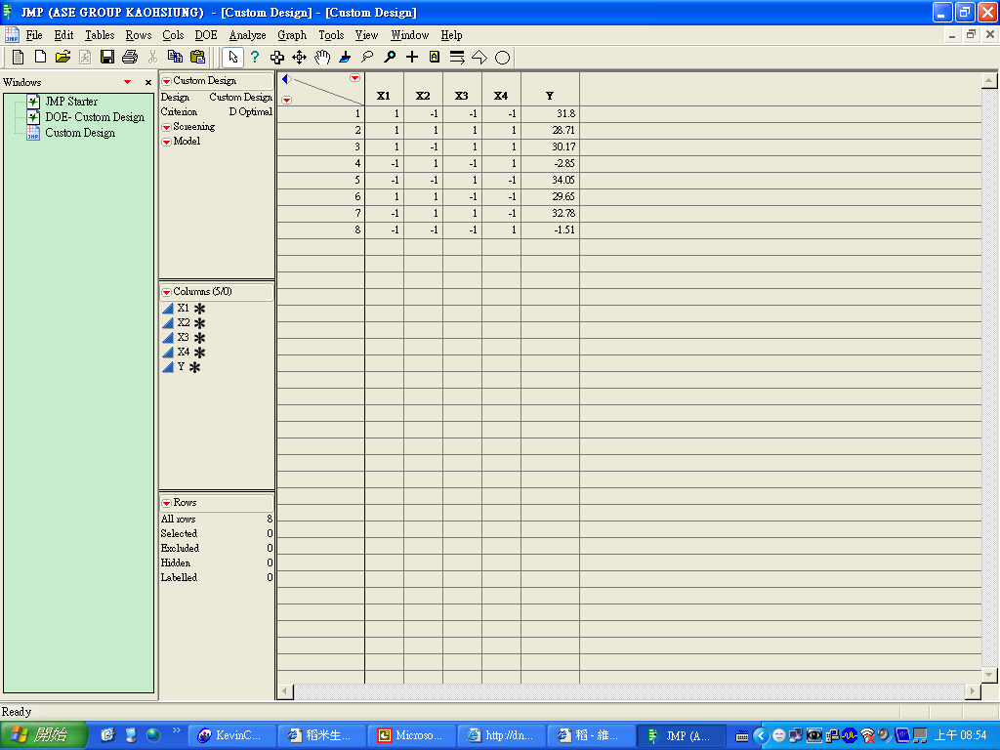 JMP (ASE GROUP KAOHSIUNG) - [Custom Design] - [Custom Design]
File Edit Tables Rows Cols DOE Analyze Graph Tools View Window Help
Windows
JMP Starter
DOE- Custom Design
Custom Design
Custom Design
Design Custom Design
Criterion D Optimal
Screening
Model
Columns (5/0)
X1
X2
X3
X4
Y
Rows
All rows 8
Selected 0
Excluded 0
Hidden 0
Labelled 0
X1 X2 X3 X4 Y
1 1 -1 -1 -1 31.8
2 1 1 1 1 28.71
3 1 -1 1 1 30.17
4 -1 1 -1 1 -2.85
5 -1 -1 1 -1 34.05
6 1 1 -1 -1 29.65
7 -1 1 1 -1 32.78
8 -1 -1 -1 1 -1.51
Ready
開始 KevinC... 稻米生... Microso... http://dn... 稻 - 維... JMP (A... 上午 08:54